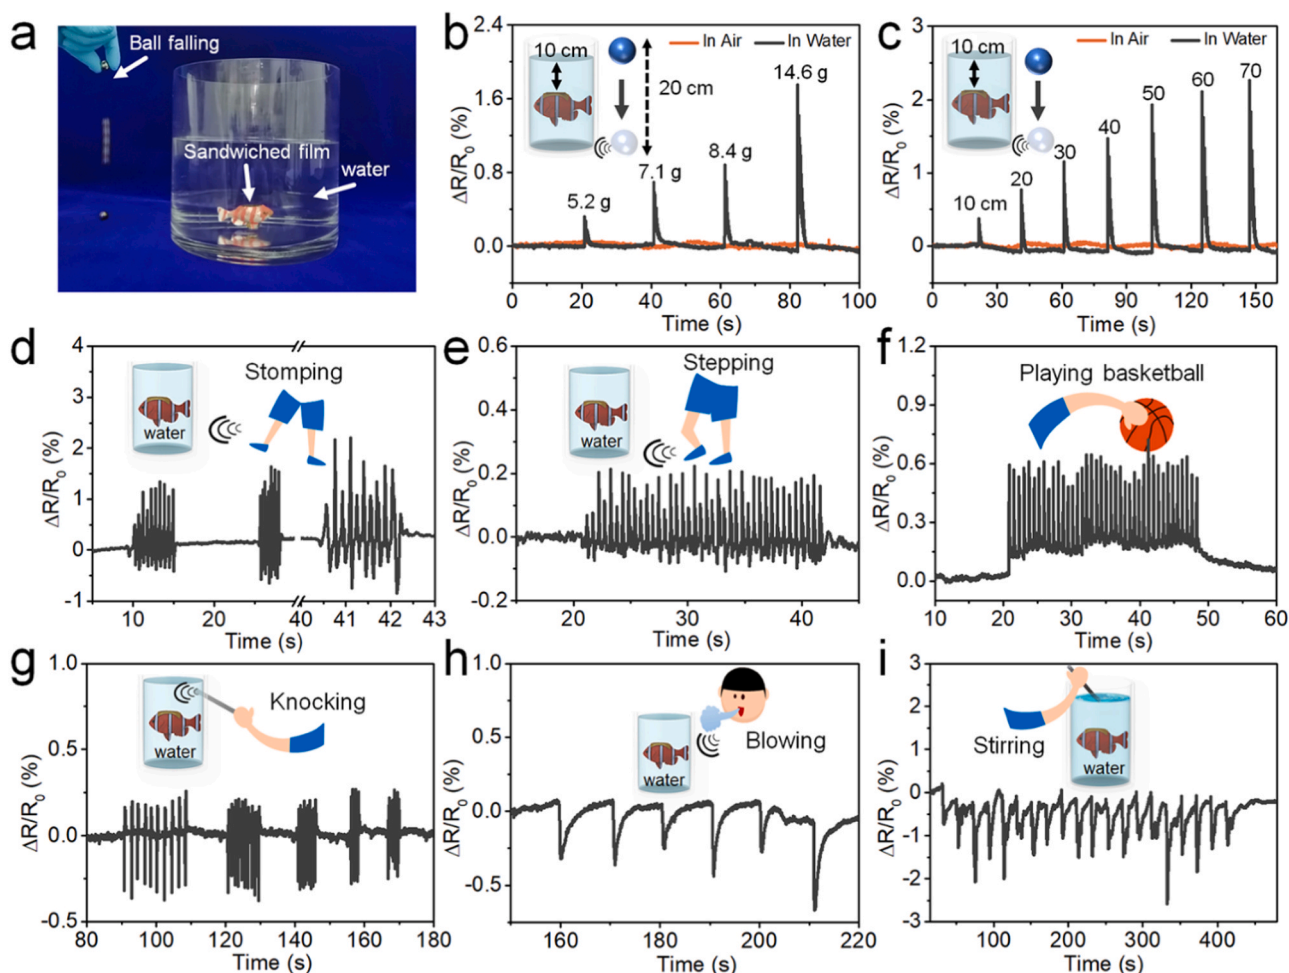 a
Ball falling
Sandwiched film
water
b
In Air
In Water
10 cm
20 cm
14.6 g
8.4 g
7.1 g
5.2 g
2.4
1.6
0.8
0.0
ΔR/R0 (%)
0 20 40 60 80 100
Time (s)
c
In Air
In Water
10 cm
10 cm
20
30
40
50
60
70
3
2
1
0
ΔR/R0 (%)
0 30 60 90 120 150
Time (s)
d
Stomping
water
4
3
2
1
0
-1
ΔR/R0 (%)
10 20 40 41 42 43
Time (s)
e
Stepping
water
0.6
0.4
0.2
0.0
-0.2
ΔR/R0 (%)
20 30 40
Time (s)
f
Playing basketball
1.2
0.9
0.6
0.3
0.0
ΔR/R0 (%)
10 20 30 40 50 60
Time (s)
g
Knocking
water
1.0
0.5
0.0
-0.5
ΔR/R0 (%)
80 100 120 140 160 180
Time (s)
h
Blowing
water
1.0
0.5
0.0
-0.5
ΔR/R0 (%)
160 180 200 220
Time (s)
i
Stirring
water
3
2
1
0
-1
-2
-3
ΔR/R0 (%)
100 200 300 400
Time (s)